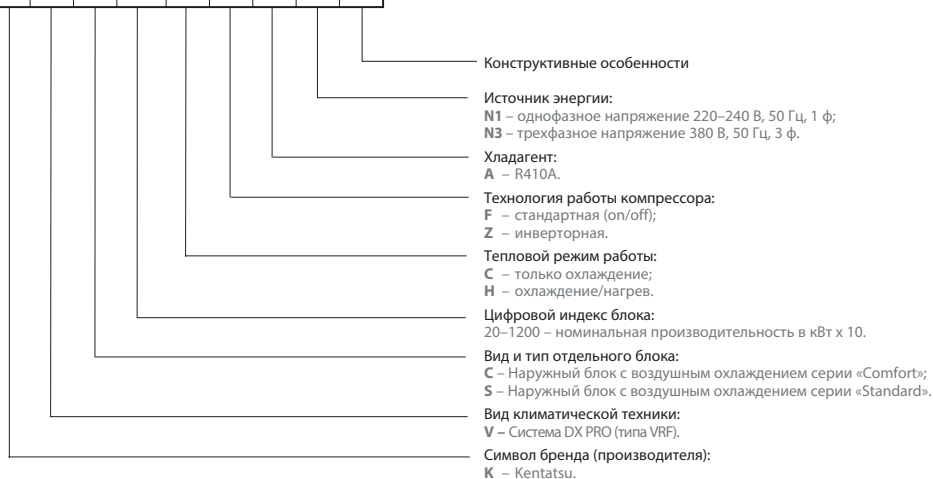 Конструктивные особенности
Источник энергии:
N1 – однофазное напряжение 220–240 В, 50 Гц, 1 ф;
N3 – трехфазное напряжение 380 В, 50 Гц, 3 ф.
Хладагент:
A – R410A.
Технология работы компрессора:
F – стандартная (on/off);
Z – инверторная.
Тепловой режим работы:
C – только охлаждение;
H – охлаждение/нагрев.
Цифровой индекс блока:
20–1200 – номинальная производительность в кВт x 10.
Вид и тип отдельного блока:
C – Наружный блок с воздушным охлаждением серии «Comfort»;
S – Наружный блок с воздушным охлаждением серии «Standard».
Вид климатической техники:
V – Система DX PRO (типа VRF).
Символ бренда (производителя):
K – Kentatsu.